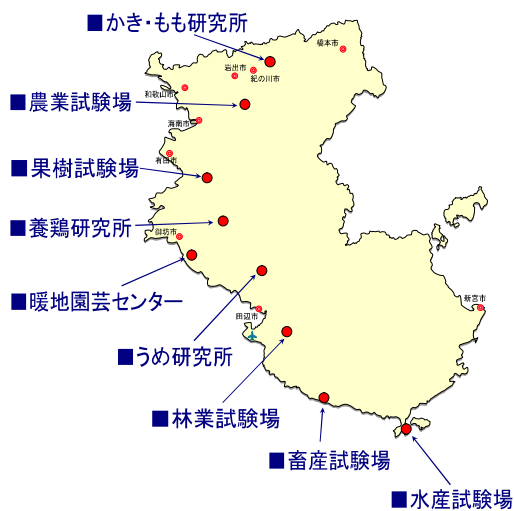 ■かき・もも研究所
橋本市
岩出市
紀の川市
和歌山市
■農業試験場
海南市
有田市
■果樹試験場
■養鶏研究所
御坊市
■暖地園芸センター
新宮市
田辺市
■うめ研究所
■林業試験場
■畜産試験場
■水産試験場